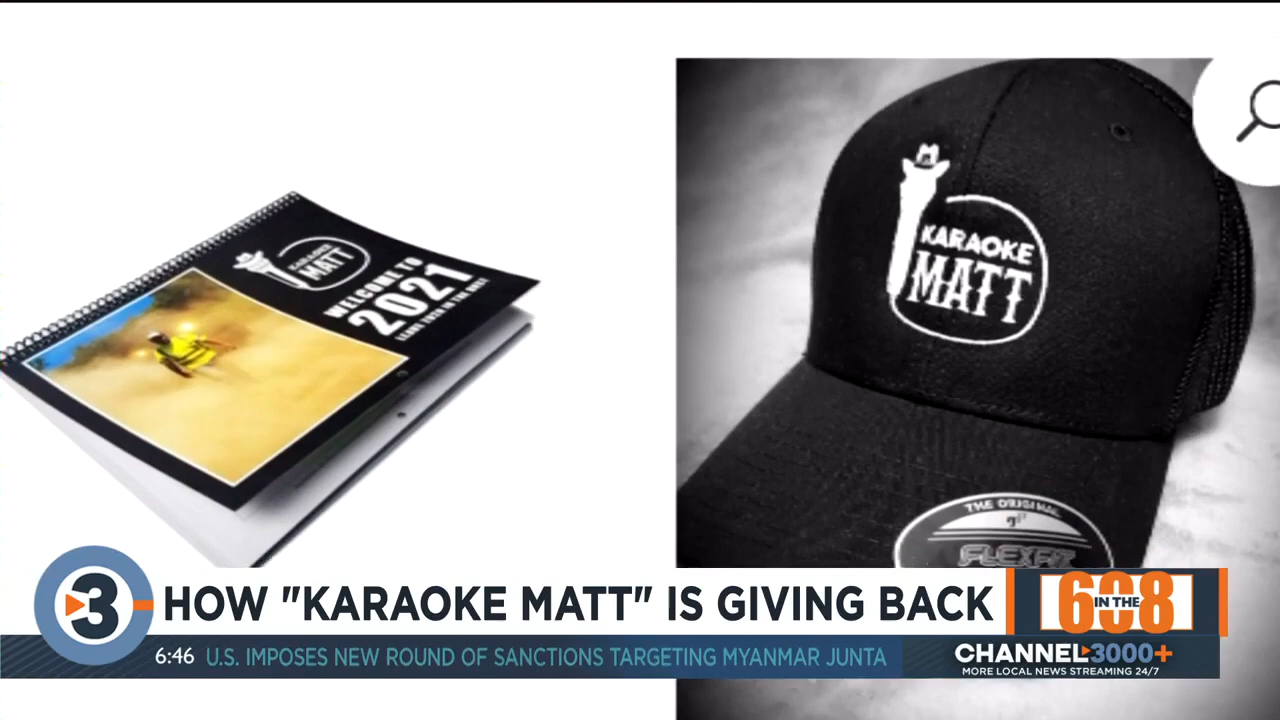 KARAOKE
MATT
WELCOME TO
2021
KARAOKE
MATT
THE ORIGINAL
FLEXFIT
3
HOW "KARAOKE MATT" IS GIVING BACK
608
IN THE
6:46 U.S. IMPOSES NEW ROUND OF SANCTIONS TARGETING MYANMAR JUNTA
CHANNEL3000+
MORE LOCAL NEWS STREAMING 24/7